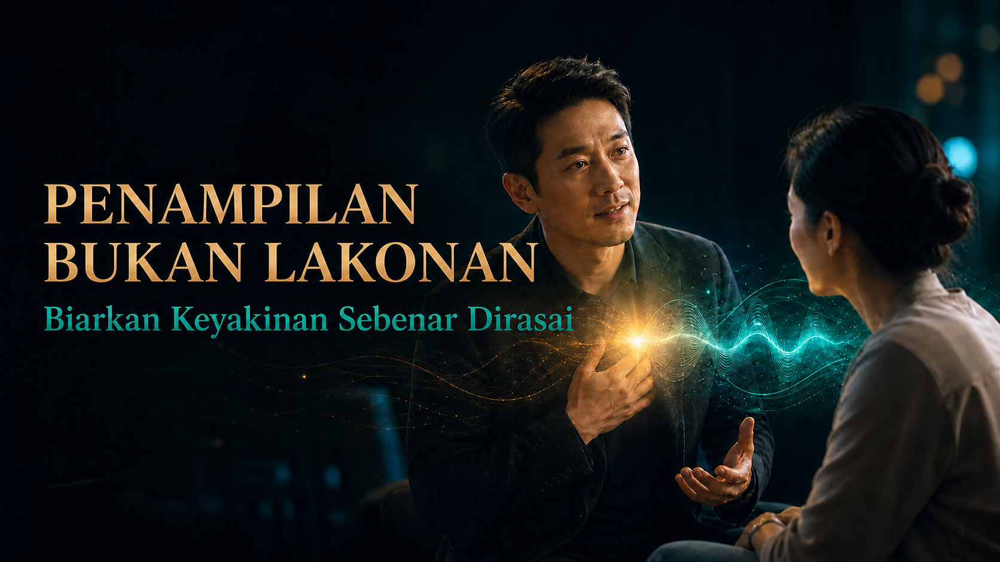 PENAMPILAN
BUKAN LAKONAN
Biarkan Keyakinan Sebenar Dirasai